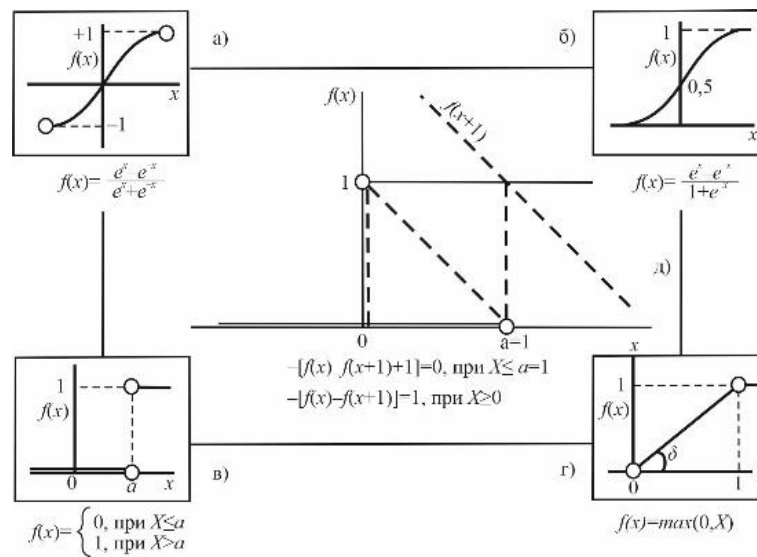 +1
f(x)
x
−1
а)
f(x)= e^x e^-x / e^x+e^-x
б)
1
f(x)
0,5
x
f(x)= e^x−e^-x / 1+e^x
f(x)
f(x+1)
1
0
a−1
x
д)
−[f(x) f(x+1)+1]=0, при X≤ a=1
−[f(x)−f(x+1)]=1, при X≥0
1
f(x)
0
a
x
в)
f(x)= { 0, при X≤a
1, при X>a
г)
1
f(x)
δ
0
1
f(x)−max(0,X)